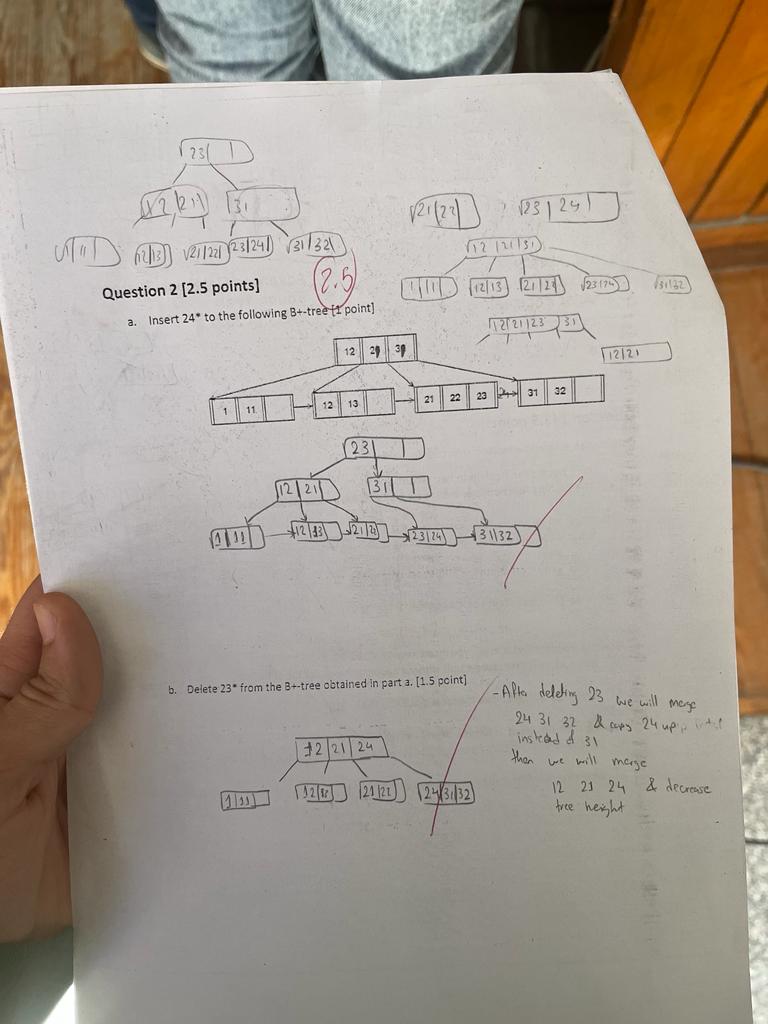 23
12 21
31
1 11
12 13
21 22
23 24
31 32
21 22
23 24
12 21 31
1 11
12 13
21 22
23 24
31 32
12 21 23 31
12 21
2.5
Question 2 [2.5 points]
a. Insert 24* to the following B+-tree [1 point]
12
1 11
12 13
21 22 23 24
31 32
23
12 21
31
1 11
12 13
21 22
23 24
31 32
b. Delete 23* from the B+-tree obtained in part a. [1.5 point]
12 21 24
1 11
12 13
21 22
24 31 32
- After deleting 23 we will merge
24 31 32 & copy 24 up
instead of 31
then we will merge
12 21 24 & decrease
tree height